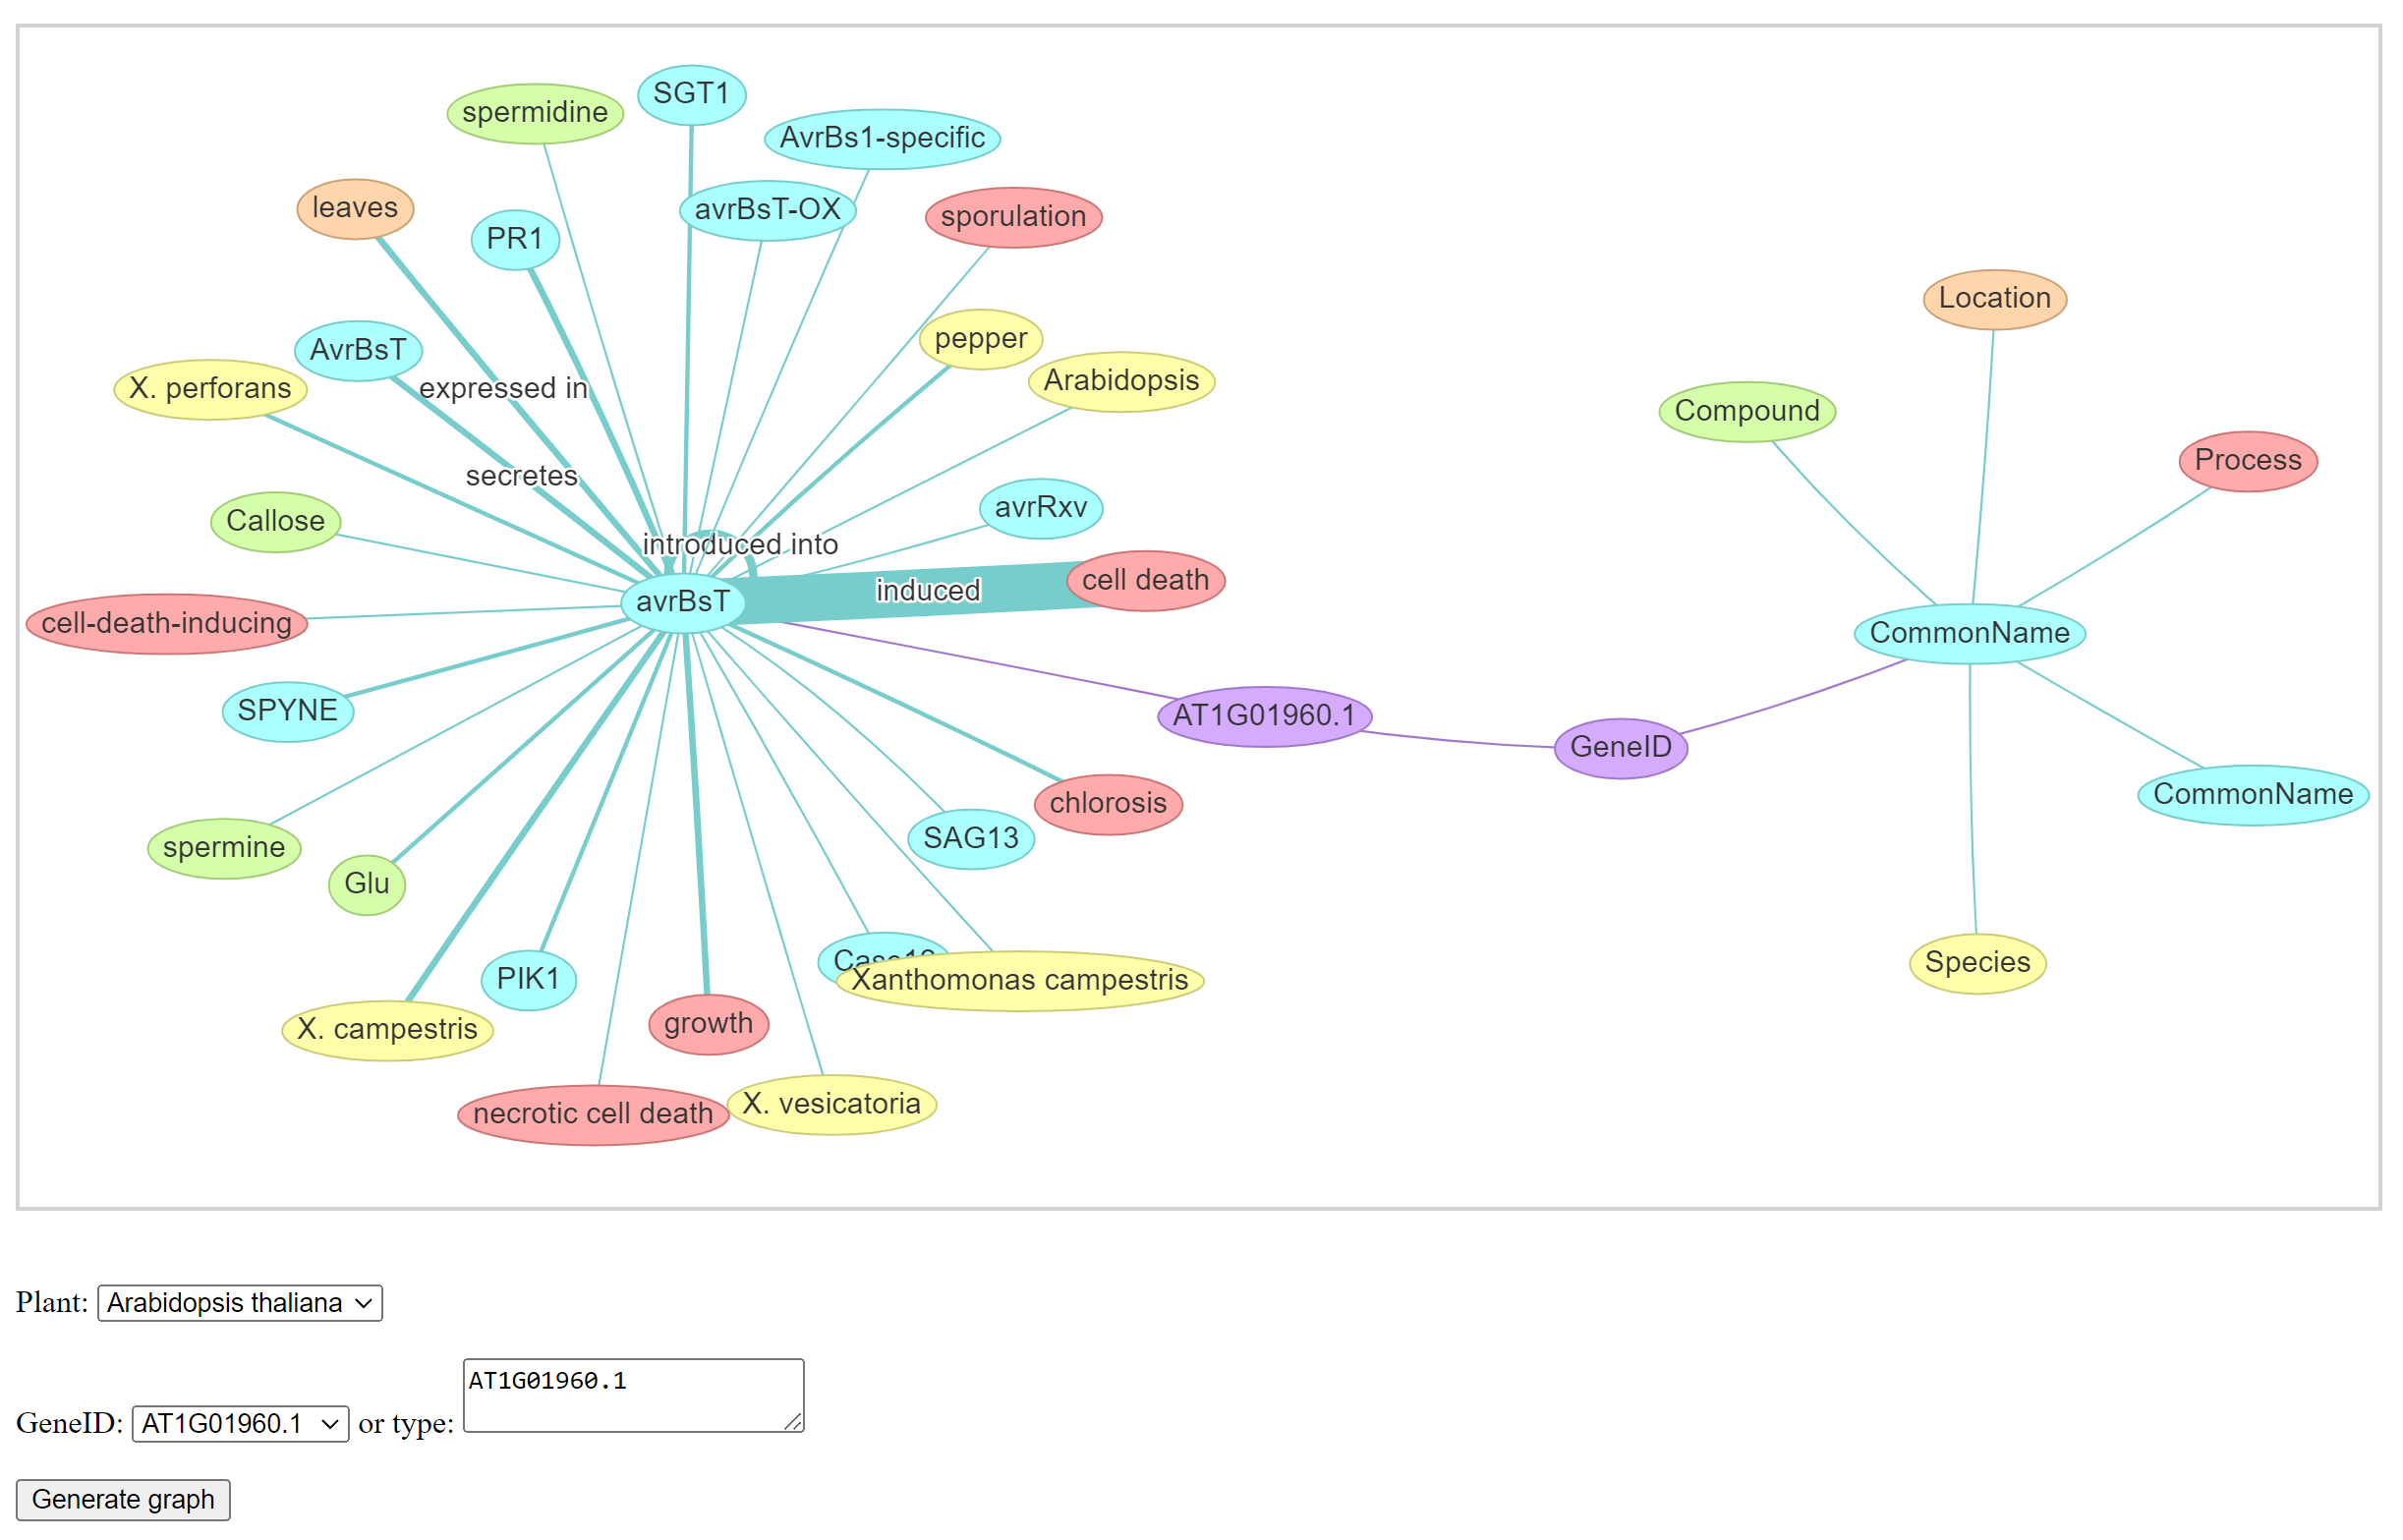 SGT1
spermidine
AvrBs1-specific
leaves
avrBsT-OX
sporulation
PR1
Location
pepper
AvrBsT
X. perforans
expressed in
Arabidopsis
Compound
Process
secretes
avrRxv
Callose
introduced into
cell death
induced
avrBsT
cell-death-inducing
CommonName
SPYNE
AT1G01960.1
GeneID
CommonName
chlorosis
SAG13
spermine
Glu
Species
PIK1
Xanthomonas campestris
X. campestris
growth
X. vesicatoria
necrotic cell death
Plant: Arabidopsis thaliana
AT1G01960.1
GeneID: AT1G01960.1 or type:
Generate graph